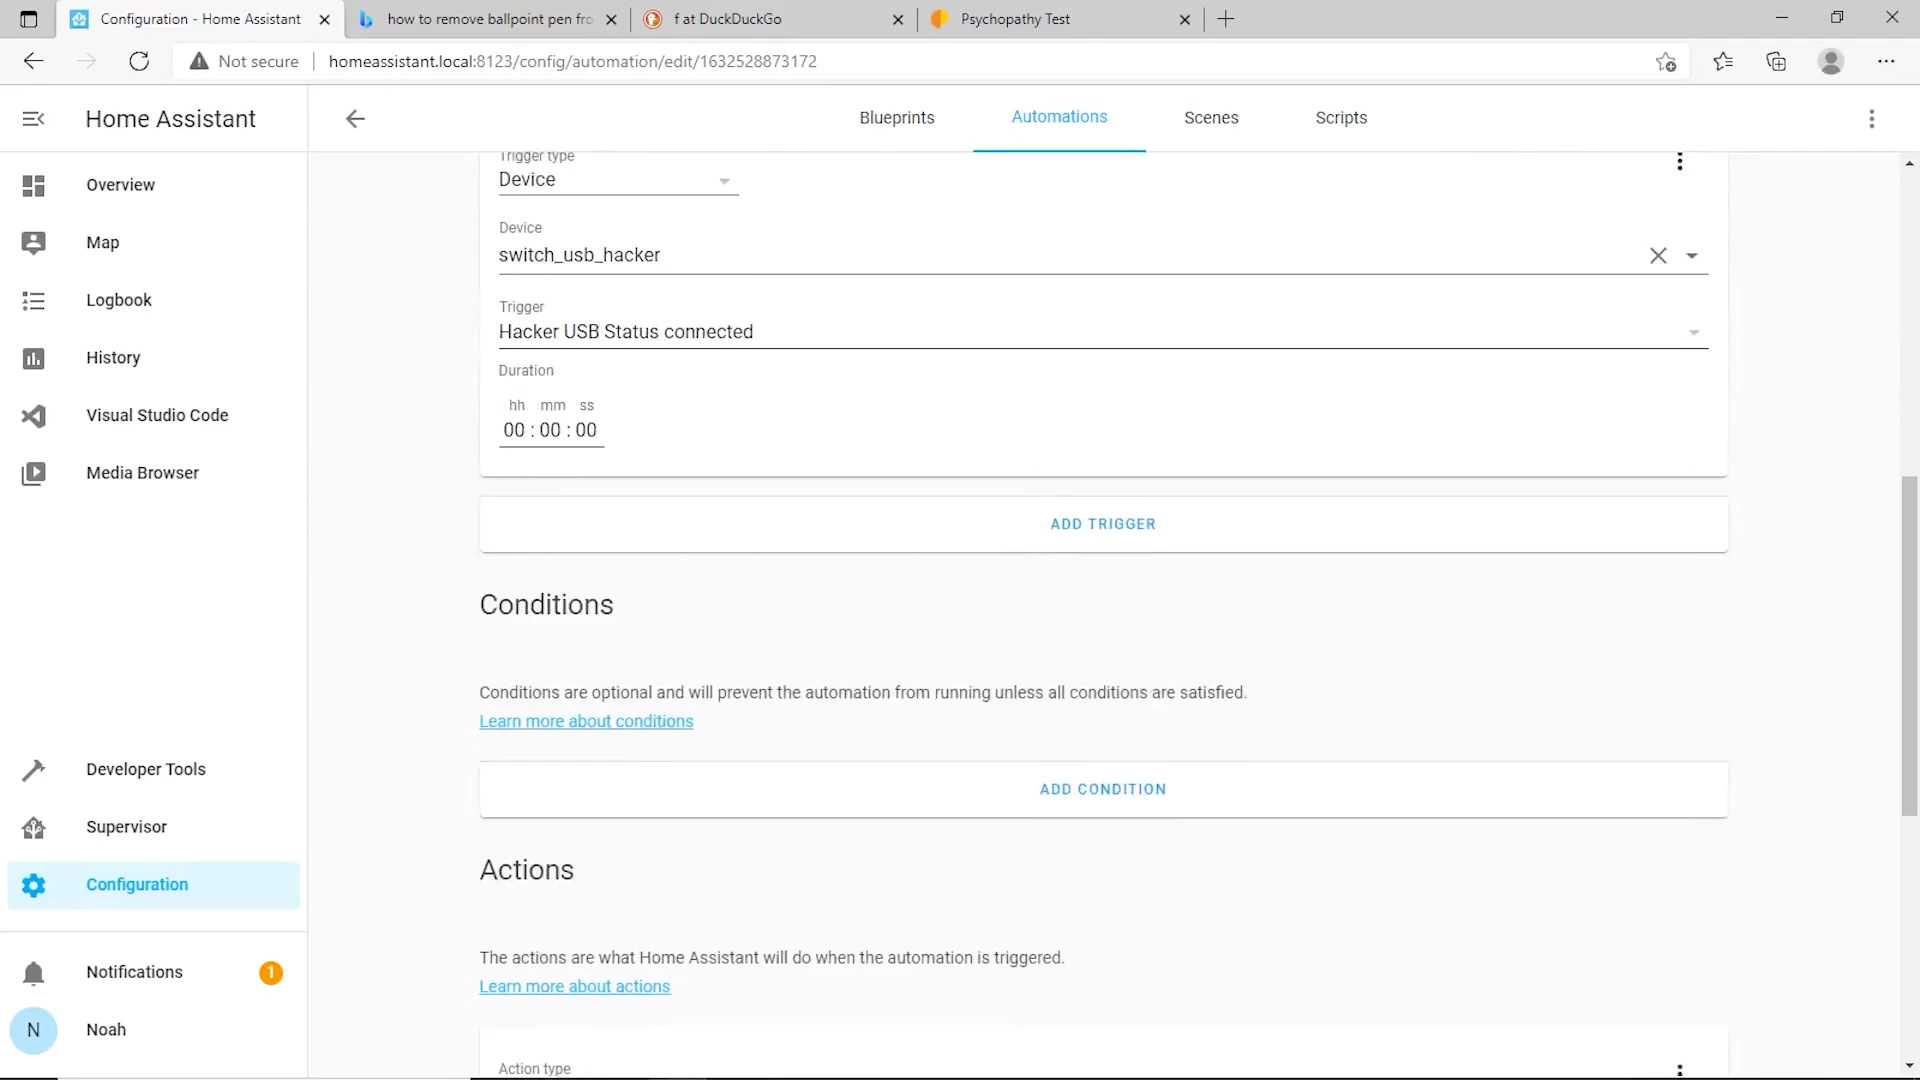 Configuration - Home Assistant
how to remove ballpoint pen fro
f at DuckDuckGo
Psychopathy Test
Not secure
homeassistant.local:8123/config/automation/edit/1632528873172
Home Assistant
Blueprints
Automations
Scenes
Scripts
Overview
Map
Logbook
History
Visual Studio Code
Media Browser
Developer Tools
Supervisor
Configuration
Notifications
1
N
Noah
Trigger type
Device
Device
switch_usb_hacker
Trigger
Hacker USB Status connected
Duration
hh mm ss
00 : 00 : 00
ADD TRIGGER
Conditions
Conditions are optional and will prevent the automation from running unless all conditions are satisfied.
Learn more about conditions
ADD CONDITION
Actions
The actions are what Home Assistant will do when the automation is triggered.
Learn more about actions
Action type